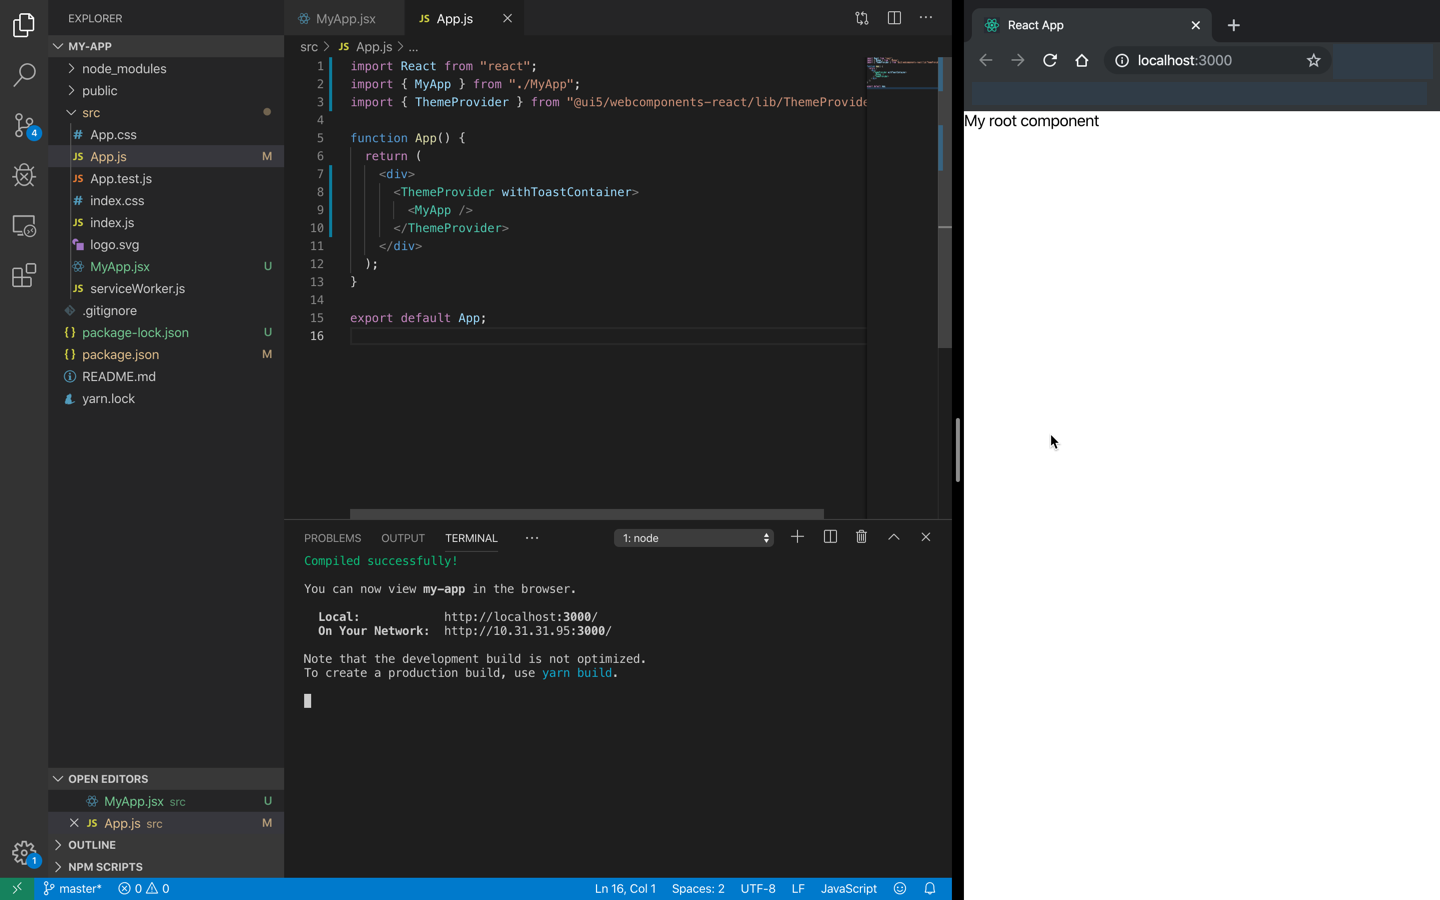 EXPLORER
MY-APP
node_modules
public
src
# App.css
JS App.js M
JS App.test.js
# index.css
JS index.js
logo.svg
MyApp.jsx U
JS serviceWorker.js
.gitignore
{} package-lock.json U
{} package.json M
README.md
yarn.lock
4
OPEN EDITORS
MyApp.jsx src U
JS App.js src M
OUTLINE
NPM SCRIPTS
1
MyApp.jsx
JS App.js
src > JS App.js > ...
1 import React from "react";
2 import { MyApp } from "./MyApp";
3 import { ThemeProvider } from "@ui5/webcomponents-react/lib/ThemeProvide
4
5 function App() {
6 return (
7 <div>
8 <ThemeProvider withToastContainer>
9 <MyApp />
10 </ThemeProvider>
11 </div>
12 );
13 }
14
15 export default App;
16
PROBLEMS OUTPUT TERMINAL ... 1: node
Compiled successfully!
You can now view my-app in the browser.
Local: http://localhost:3000/
On Your Network: http://10.31.31.95:3000/
Note that the development build is not optimized.
To create a production build, use yarn build.
master* 0 0 Ln 16, Col 1 Spaces: 2 UTF-8 LF JavaScript
React App
localhost:3000
My root component